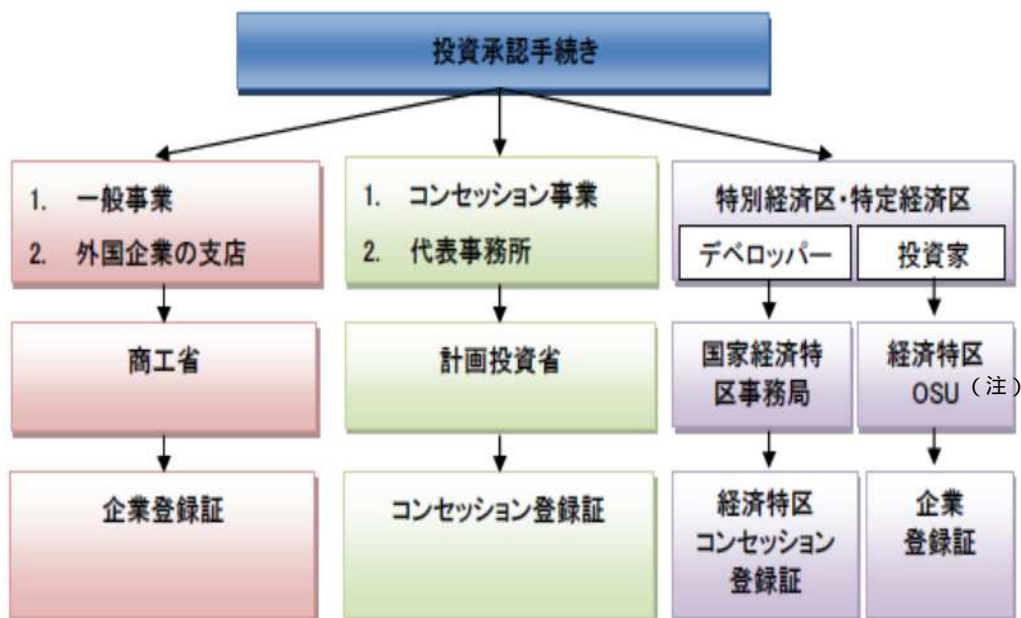 投資承認手続き
1. 一般事業
2. 外国企業の支店
1. コンセッション事業
2. 代表事務所
特別経済区・特定経済区
デベロッパー
投資家
商工省
計画投資省
国家経済特
区事務局
経済特区
OSU（注）
企業登録証
コンセッション登録証
経済特区
コンセッション
登録証
企業
登録証